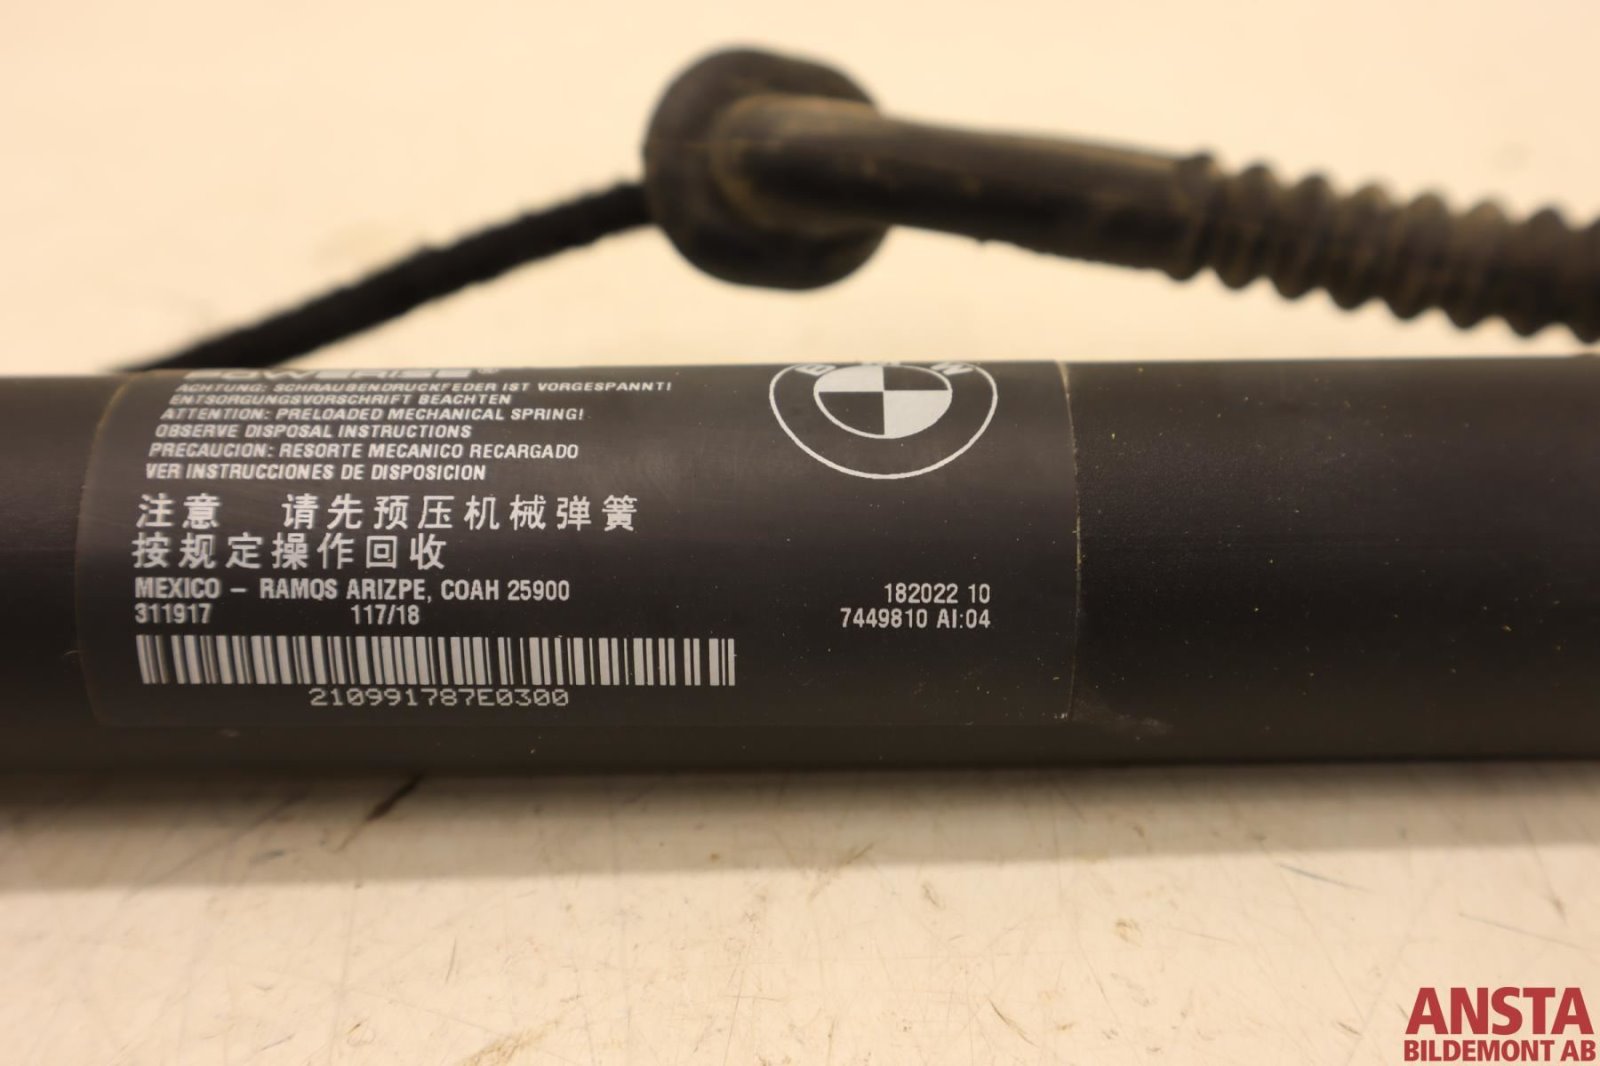 POWERISE®
ACHTUNG: SCHRAUBENDRUCKFEDER IST VORGESPANNT!
ENTSORGUNGSVORSCHRIFT BEACHTEN
ATTENTION: PRELOADED MECHANICAL SPRING!
OBSERVE DISPOSAL INSTRUCTIONS
PRECAUCION: RESORTE MECANICO RECARGADO
VER INSTRUCCIONES DE DISPOSICION
注意 请先预压机械弹簧
按规定操作回收
MEXICO – RAMOS ARIZPE, COAH 25900
311917 117/18
210991787E0300
BMW
182022 10
7449810 AI:04
ANSTA
BILDEMONT AB